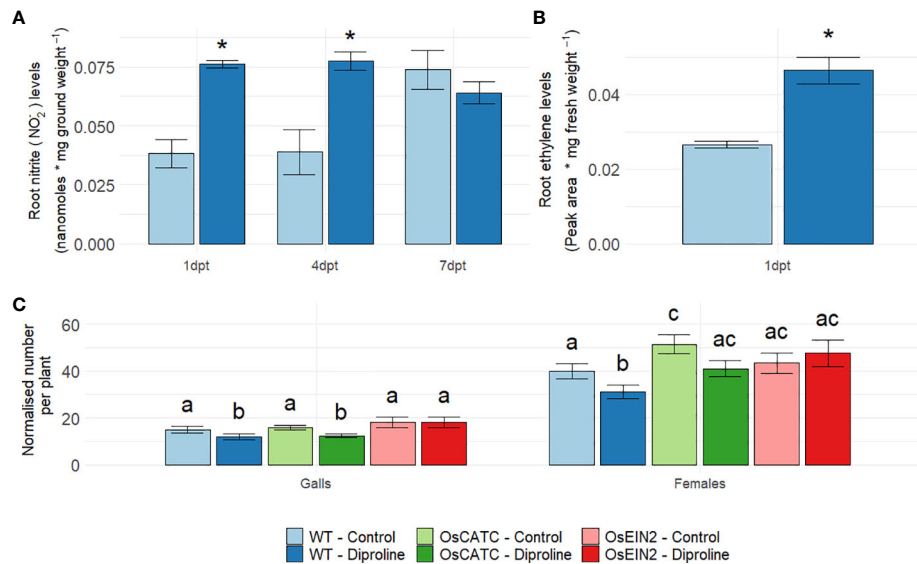 A
Root nitrite (NO₂⁻) levels
(nanomoles * mg ground weight ⁻¹)
0.075
0.050
0.025
0.000
* *
1dpt 4dpt 7dpt
B
Root ethylene levels
(Peak area * mg fresh weight ⁻¹)
0.04
0.02
0.00
*
1dpt
C
Normalised number
per plant
60
40
20
0
a b a b a a
a b c ac ac ac
Galls Females
WT - Control OsCATC - Control OsEIN2 - Control
WT - Diproline OsCATC - Diproline OsEIN2 - Diproline